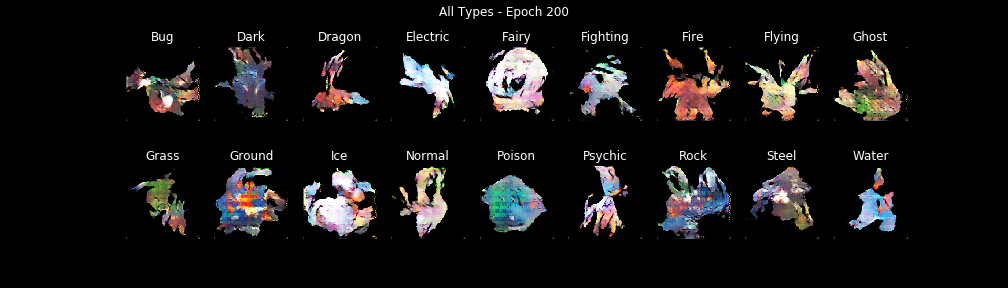 All Types - Epoch 200
Bug Dark Dragon Electric Fairy Fighting Fire Flying Ghost
Grass Ground Ice Normal Poison Psychic Rock Steel Water